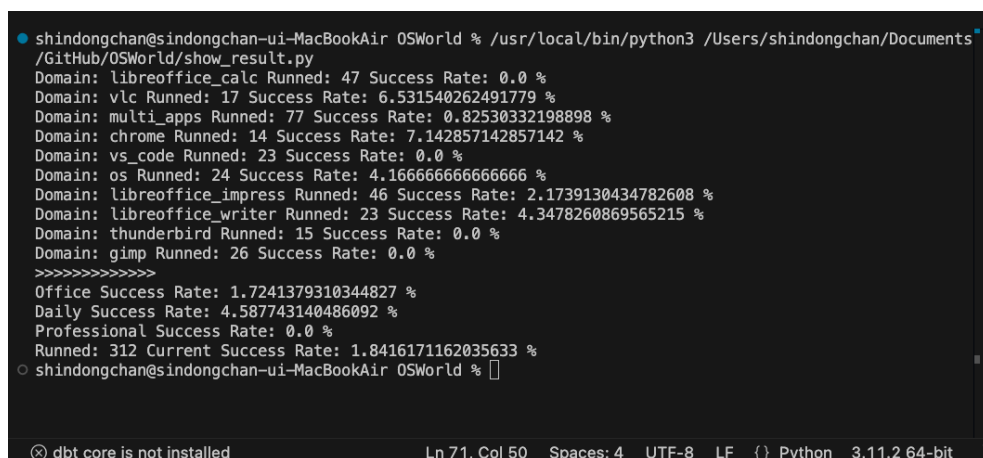 shindongchan@sindongchan-ui-MacBookAir OSWorld % /usr/local/bin/python3 /Users/shindongchan/Documents
/GitHub/OSWorld/show_result.py
Domain: libreoffice_calc Runned: 47 Success Rate: 0.0 %
Domain: vlc Runned: 17 Success Rate: 6.531540262491779 %
Domain: multi_apps Runned: 77 Success Rate: 0.82530332198898 %
Domain: chrome Runned: 14 Success Rate: 7.142857142857142 %
Domain: vs_code Runned: 23 Success Rate: 0.0 %
Domain: os Runned: 24 Success Rate: 4.166666666666666 %
Domain: libreoffice_impress Runned: 46 Success Rate: 2.1739130434782608 %
Domain: libreoffice_writer Runned: 23 Success Rate: 4.3478260869565215 %
Domain: thunderbird Runned: 15 Success Rate: 0.0 %
Domain: gimp Runned: 26 Success Rate: 0.0 %
>>>>>>>>>>>>>
Office Success Rate: 1.7241379310344827 %
Daily Success Rate: 4.587743140486092 %
Professional Success Rate: 0.0 %
Runned: 312 Current Success Rate: 1.8416171162035633 %
shindongchan@sindongchan-ui-MacBookAir OSWorld %
dbt core is not installed Ln 71, Col 50 Spaces: 4 UTF-8 LF {} Python 3.11.2 64-bit